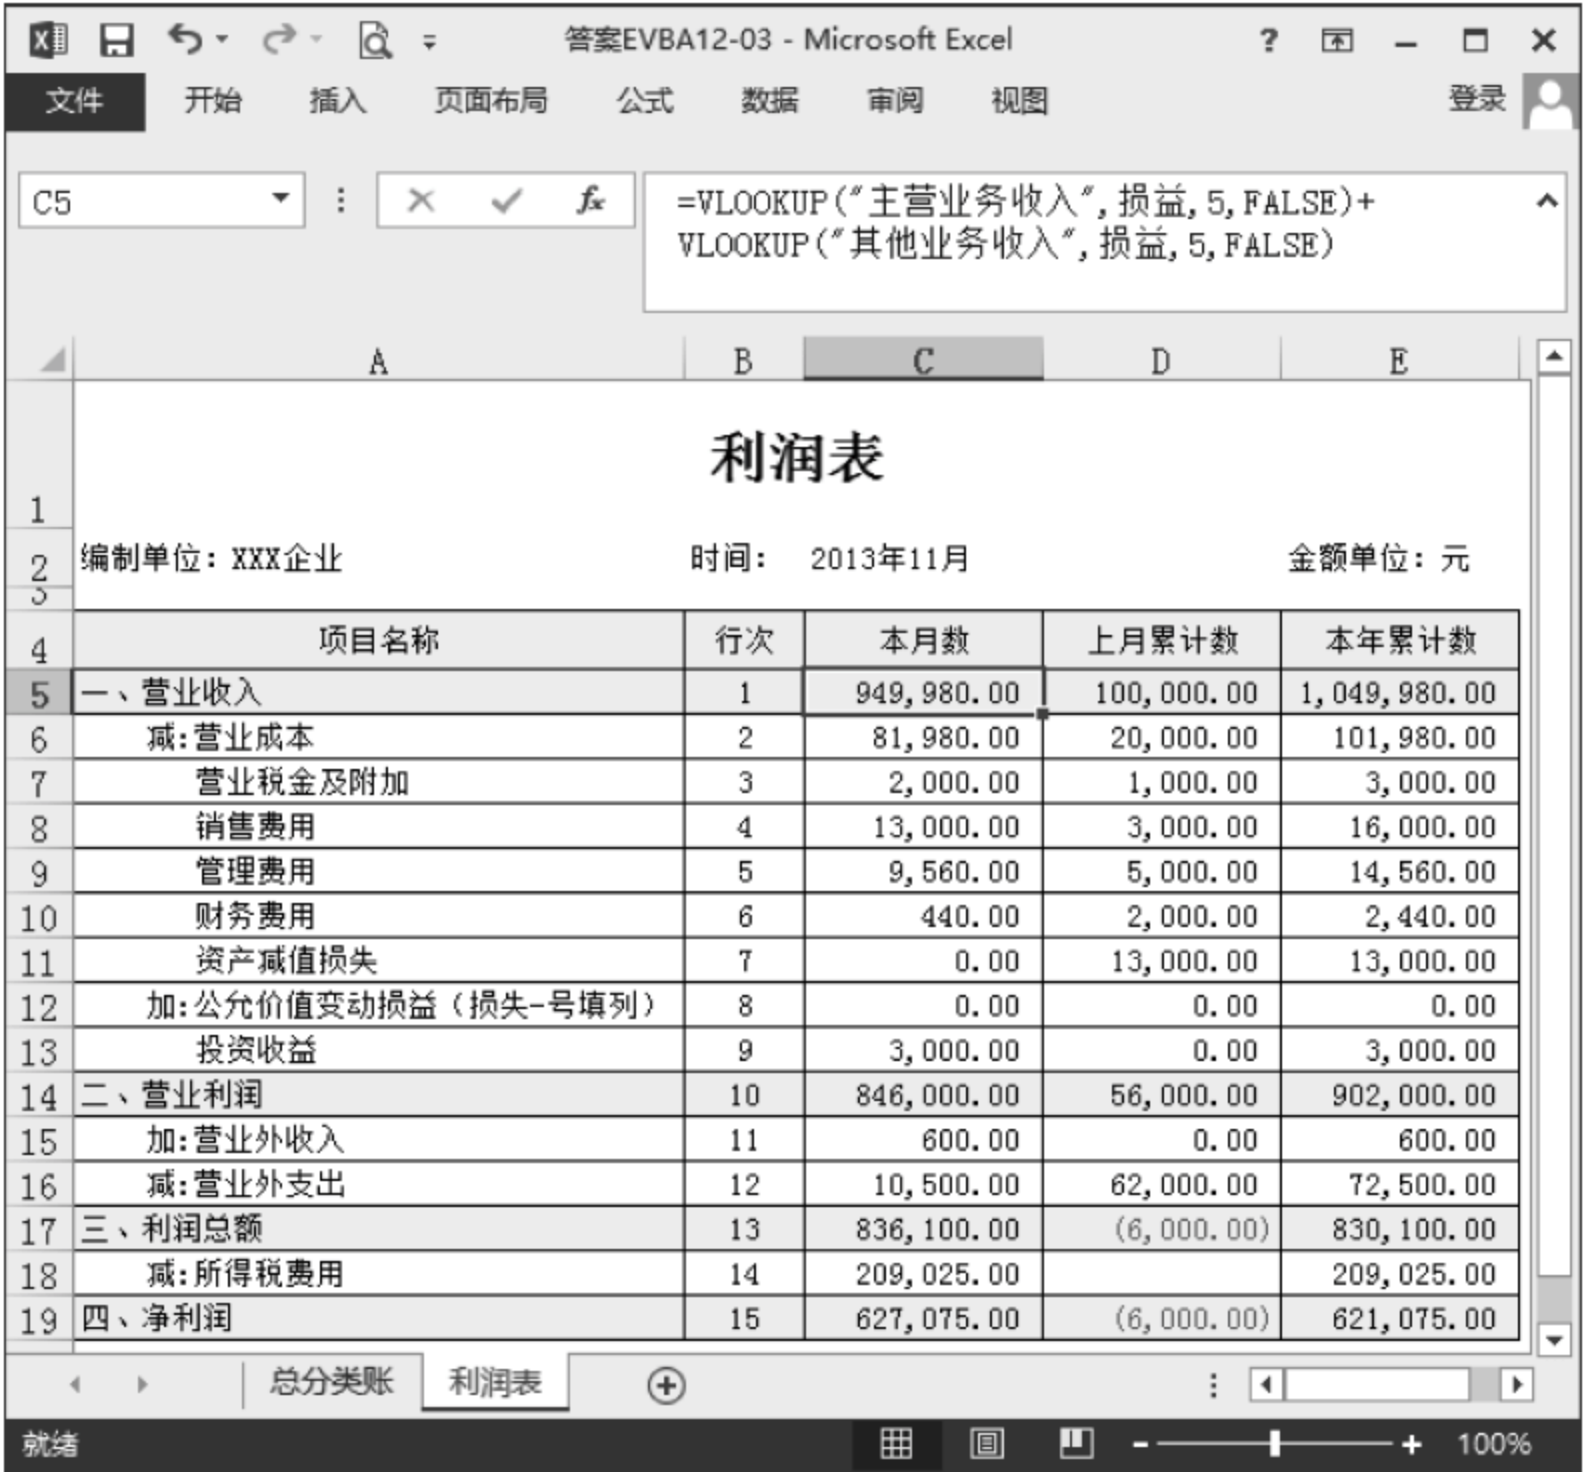 答案EVBA12-03 - Microsoft Excel
文件 开始 插入 页面布局 公式 数据 审阅 视图 登录
C5 fx =VLOOKUP("主营业务收入",损益,5,FALSE)+
VLOOKUP("其他业务收入",损益,5,FALSE)
A B C D E
1 利润表
2 编制单位：XXX企业 时间： 2013年11月 金额单位：元
3
4 项目名称 行次 本月数 上月累计数 本年累计数
5 一、营业收入 1 949,980.00 100,000.00 1,049,980.00
6 减:营业成本 2 81,980.00 20,000.00 101,980.00
7 营业税金及附加 3 2,000.00 1,000.00 3,000.00
8 销售费用 4 13,000.00 3,000.00 16,000.00
9 管理费用 5 9,560.00 5,000.00 14,560.00
10 财务费用 6 440.00 2,000.00 2,440.00
11 资产减值损失 7 0.00 13,000.00 13,000.00
12 加:公允价值变动损益（损失-号填列） 8 0.00 0.00 0.00
13 投资收益 9 3,000.00 0.00 3,000.00
14 二、营业利润 10 846,000.00 56,000.00 902,000.00
15 加:营业外收入 11 600.00 0.00 600.00
16 减:营业外支出 12 10,500.00 62,000.00 72,500.00
17 三、利润总额 13 836,100.00 (6,000.00) 830,100.00
18 减:所得税费用 14 209,025.00 209,025.00
19 四、净利润 15 627,075.00 (6,000.00) 621,075.00
总分类账 利润表
就绪 100%